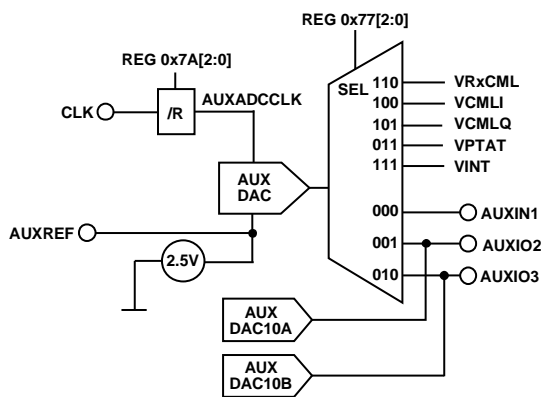 REG 0x77[2:0]
REG 0x7A[2:0]
SEL
110
VRxCML
CLK
/R
AUXADCCLK
100
VCMLI
101
VCMLQ
011
VPTAT
111
VINT
AUX
DAC
000
AUXIN1
AUXREF
001
AUXIO2
2.5V
010
AUXIO3
AUX
DAC10A
AUX
DAC10B